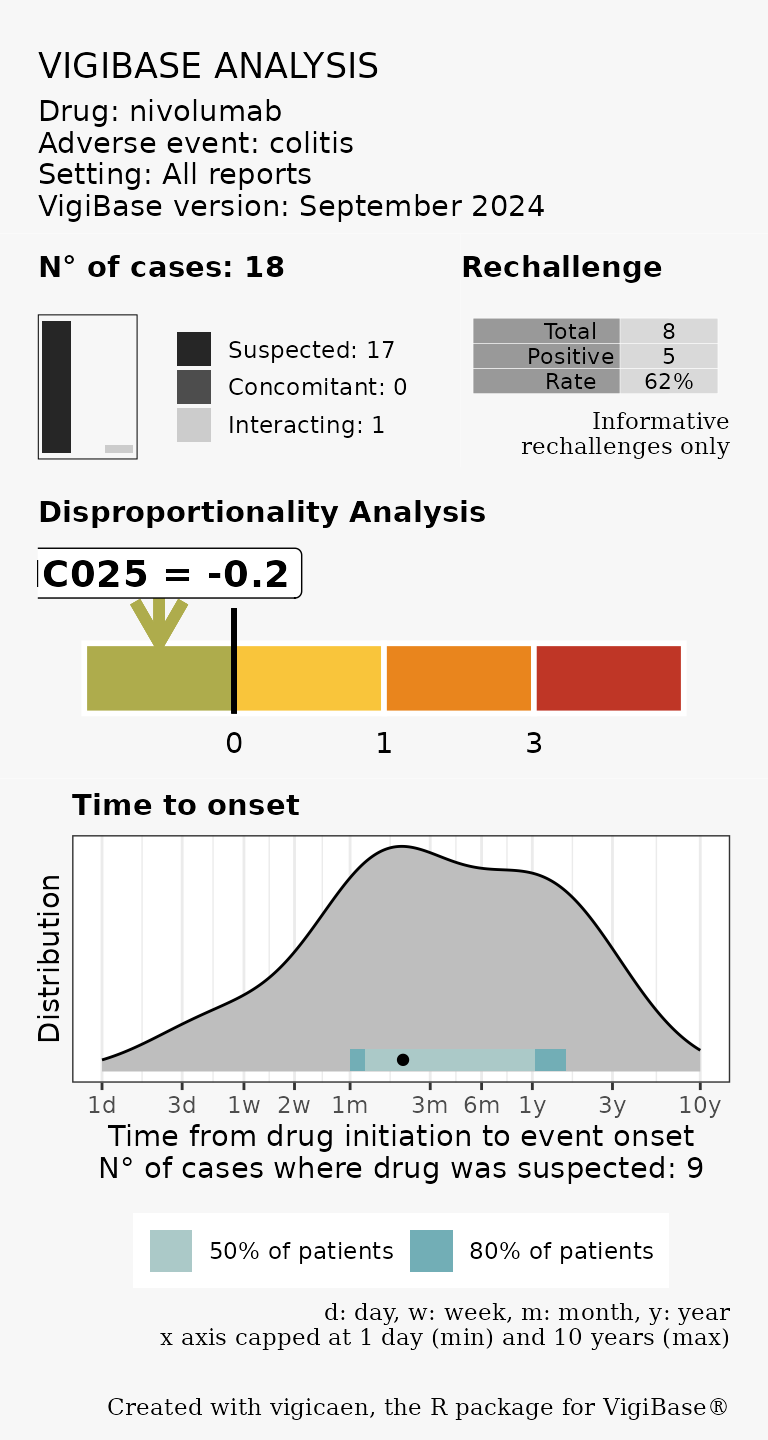 VIGIBASE ANALYSIS
Drug: nivolumab
Adverse event: colitis
Setting: All reports
VigiBase version: September 2024
N° of cases: 18
Suspected: 17
Concomitant: 0
Interacting: 1
Rechallenge
Total 8
Positive 5
Rate 62%
Informative
rechallenges only
Disproportionality Analysis
IC025 = -0.2
0 1 3
Time to onset
Distribution
1d 3d 1w 2w 1m 3m 6m 1y 3y 10y
Time from drug initiation to event onset
N° of cases where drug was suspected: 9
50% of patients 80% of patients
d: day, w: week, m: month, y: year
x axis capped at 1 day (min) and 10 years (max)
Created with vigicaen, the R package for VigiBase®